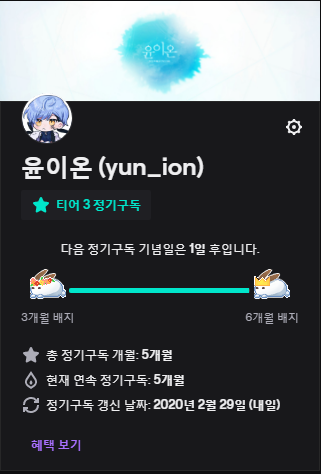 윤이온
윤이온 (yun_ion)
티어 3 정기구독
다음 정기구독 기념일은 1일 후입니다.
3개월 배지
6개월 배지
총 정기구독 개월: 5개월
현재 연속 정기구독: 5개월
정기구독 갱신 날짜: 2020년 2월 29일 (내일)
혜택 보기